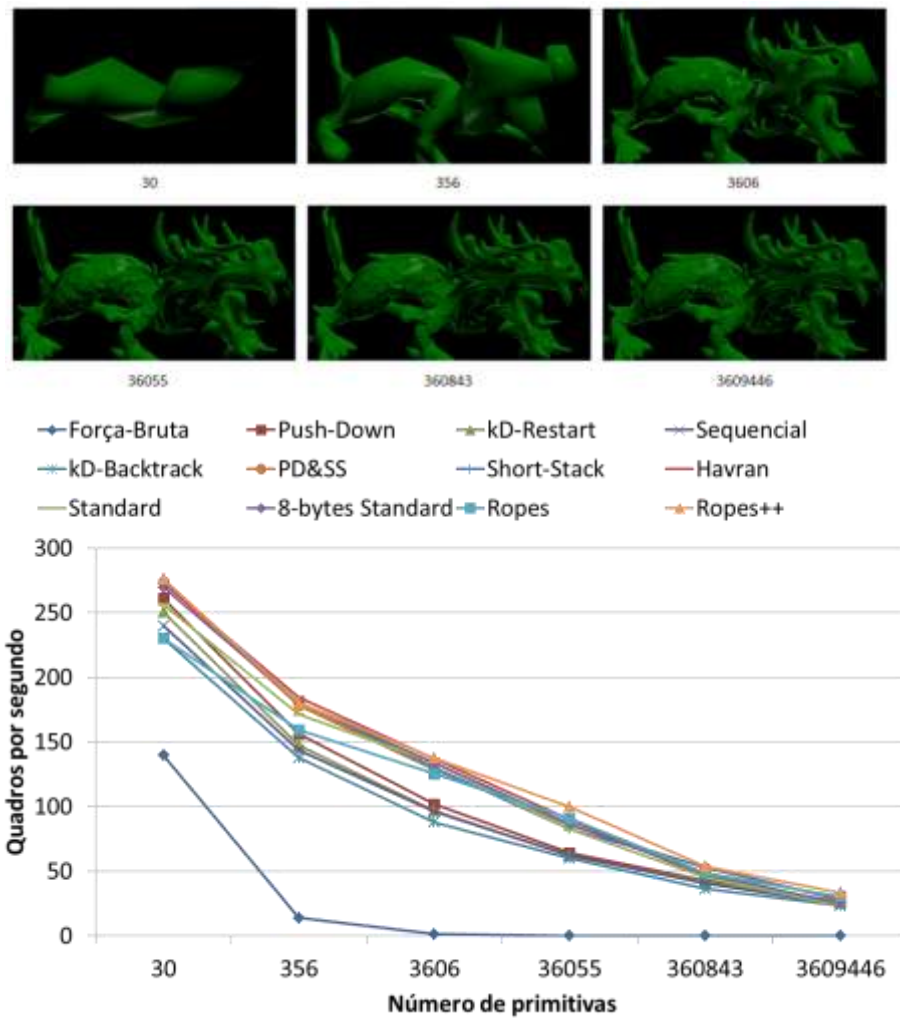 30 356 3606
36055 360843 3609446
Força-Bruta Push-Down kD-Restart Sequencial
kD-Backtrack PD&SS Short-Stack Havran
Standard 8-bytes Standard Ropes Ropes++
300
250
200
150
100
50
0
Quadros por segundo
30 356 3606 36055 360843 3609446
Número de primitivas